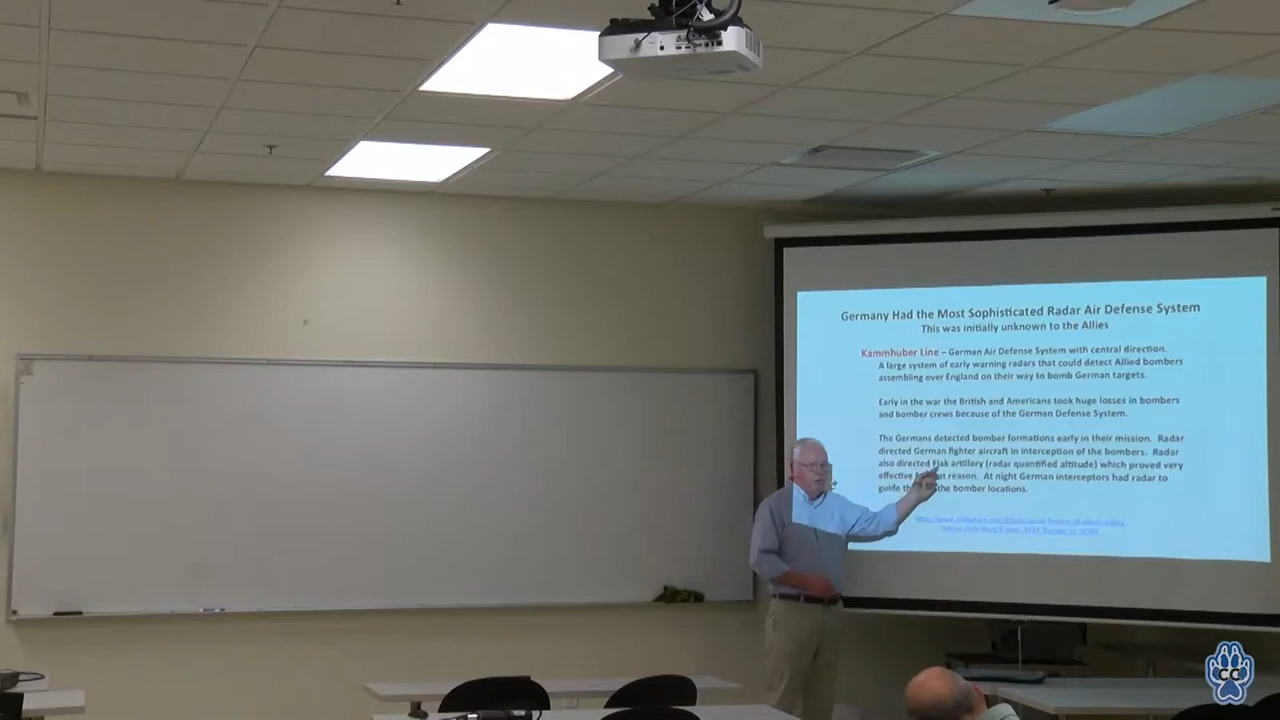 Germany Had the Most Sophisticated Radar Air Defense System
This was initially unknown to the Allies
Kammhuber Line – German Air Defense System with central direction.
A large system of early warning radars that could detect Allied bombers
assembling over England on their way to bomb German targets.
Early in the war the British and Americans took huge losses in bombers
and bomber crews because of the German Defense System.
The Germans detected bomber formations early in their mission. Radar
directed German fighter aircraft in interception of the bombers. Radar
also directed Flak artillery (radar quantified altitude) which proved very
effective reason. At night German interceptors had radar to
guide the bomber locations.
CC